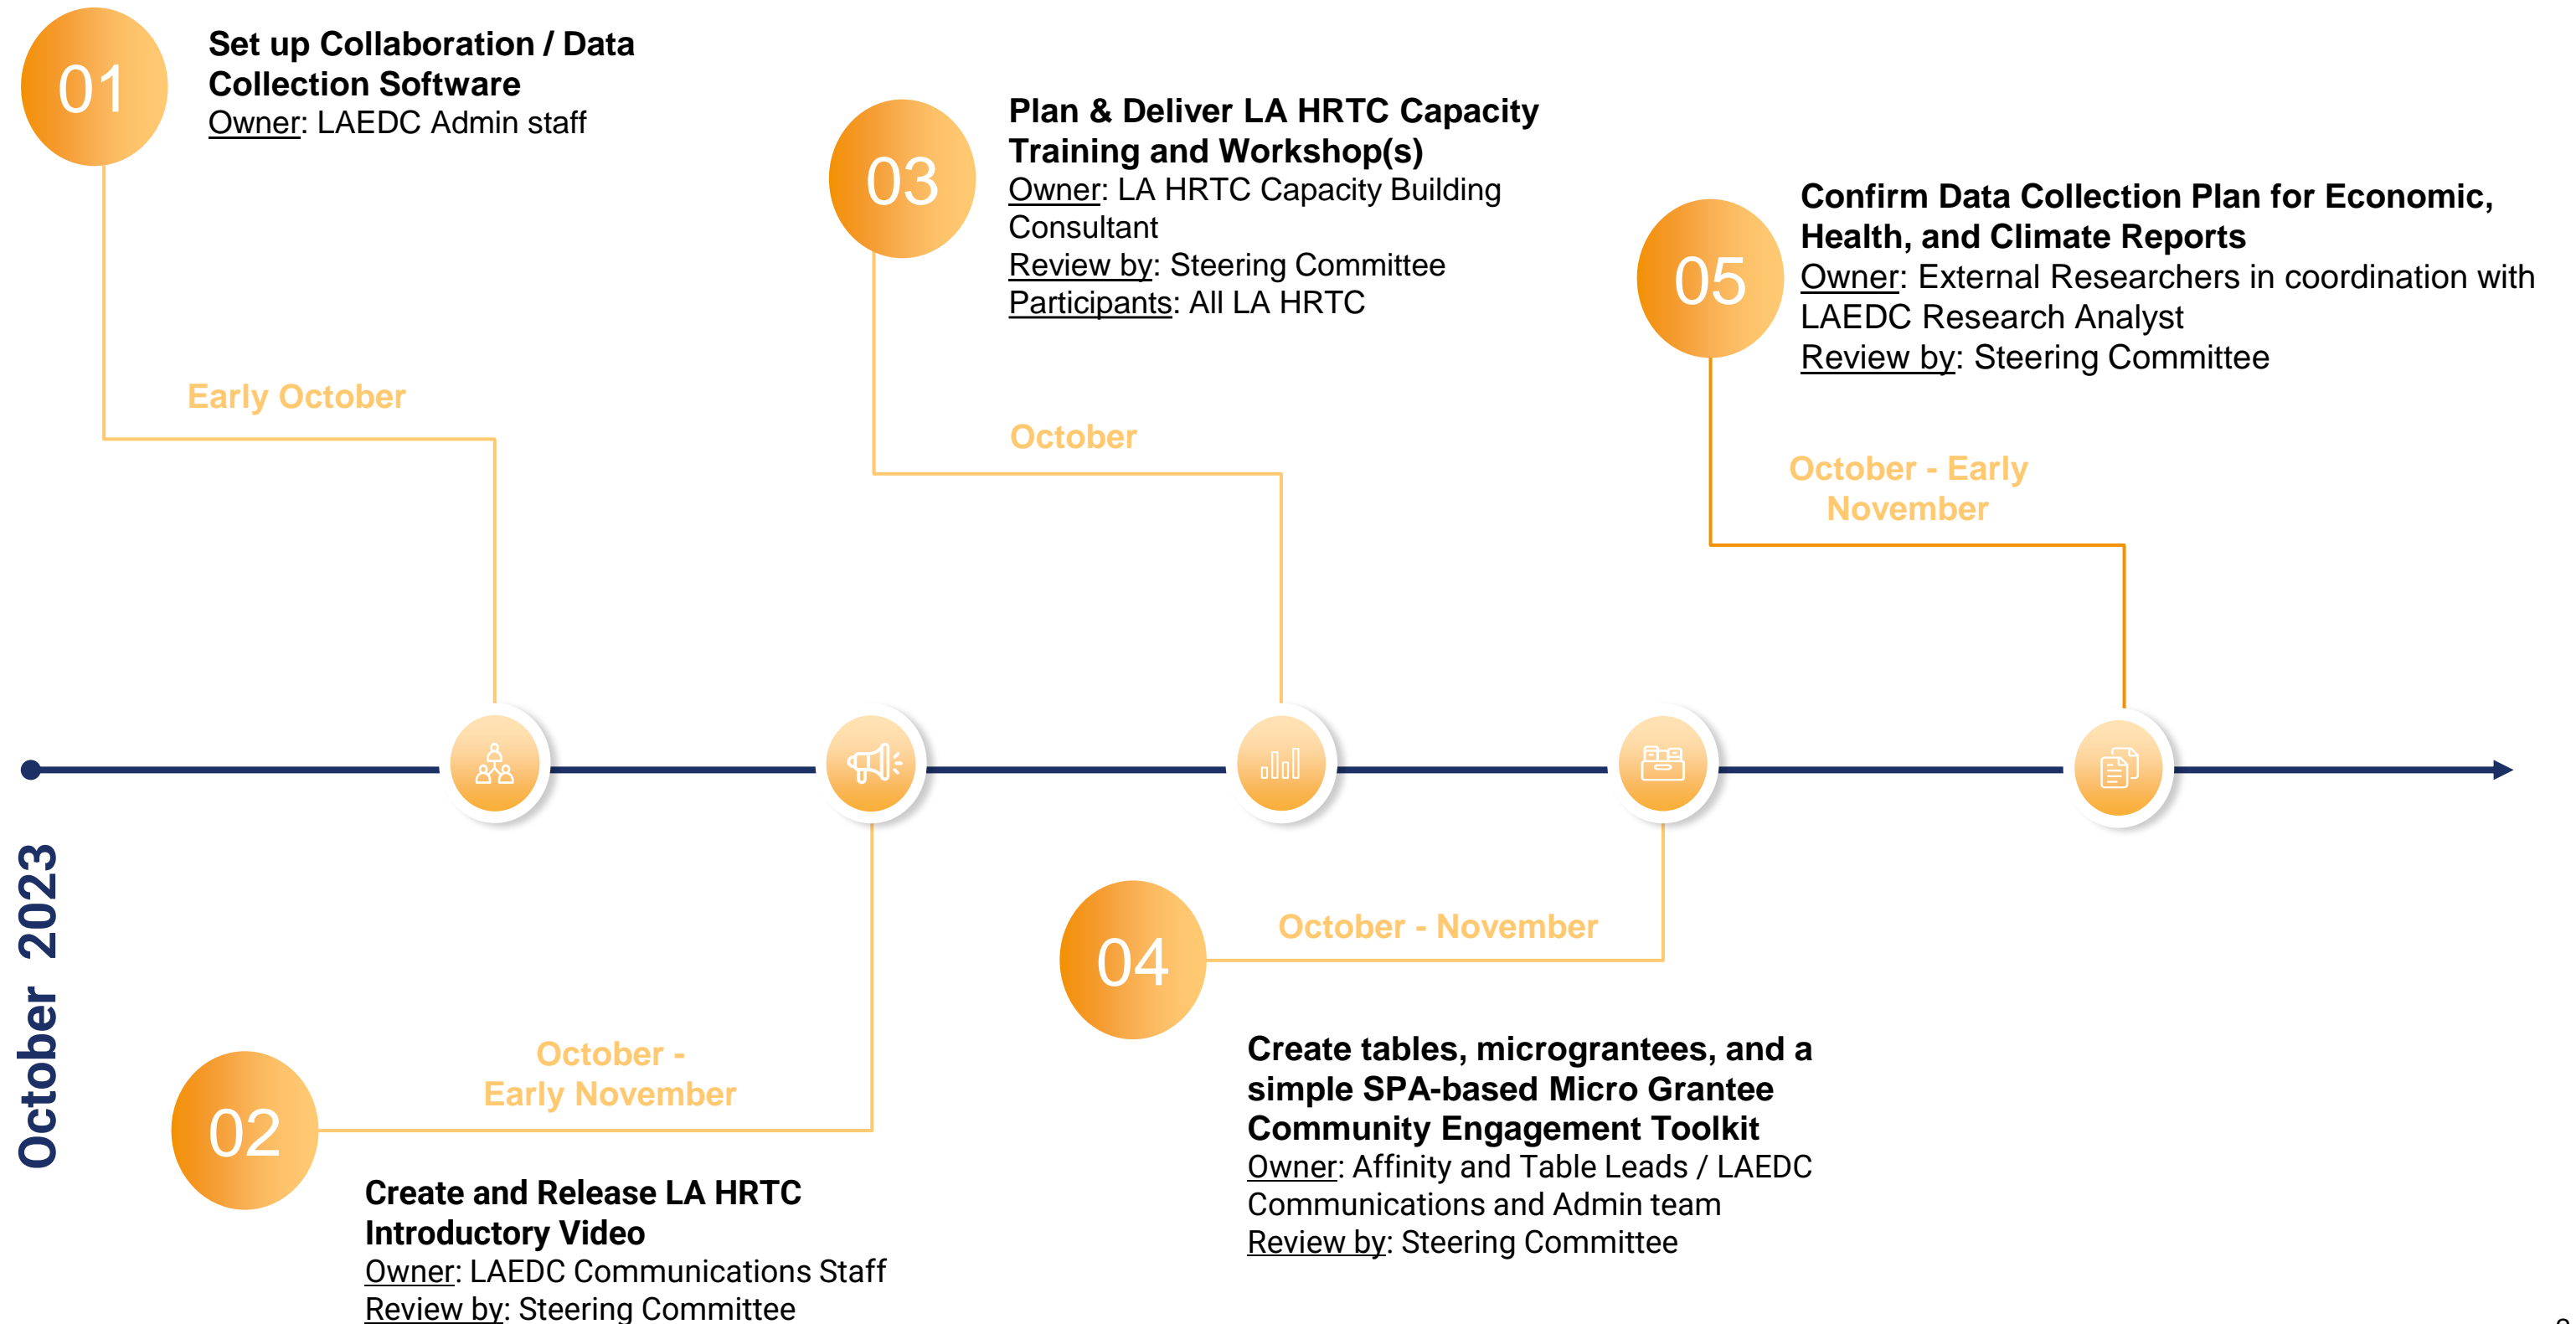 01
Set up Collaboration / Data
Collection Software
Owner: LAEDC Admin staff
Early October
03
Plan & Deliver LA HRTC Capacity
Training and Workshop(s)
Owner: LA HRTC Capacity Building
Consultant
Review by: Steering Committee
Participants: All LA HRTC
October
05
Confirm Data Collection Plan for Economic,
Health, and Climate Reports
Owner: External Researchers in coordination with
LAEDC Research Analyst
Review by: Steering Committee
October - Early
November
October 2023
02
October -
Early November
Create and Release LA HRTC
Introductory Video
Owner: LAEDC Communications Staff
Review by: Steering Committee
04
October - November
Create tables, micrograntees, and a
simple SPA-based Micro Grantee
Community Engagement Toolkit
Owner: Affinity and Table Leads / LAEDC
Communications and Admin team
Review by: Steering Committee